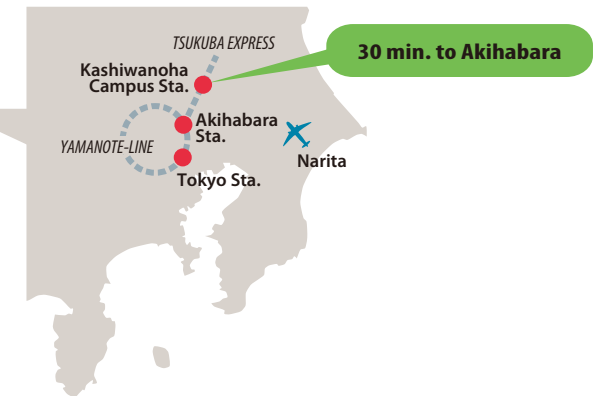 TSUKUBA EXPRESS
30 min. to Akihabara
Kashiwanoha
Campus Sta.
Akihabara
Sta.
YAMANOTE-LINE
Narita
Tokyo Sta.